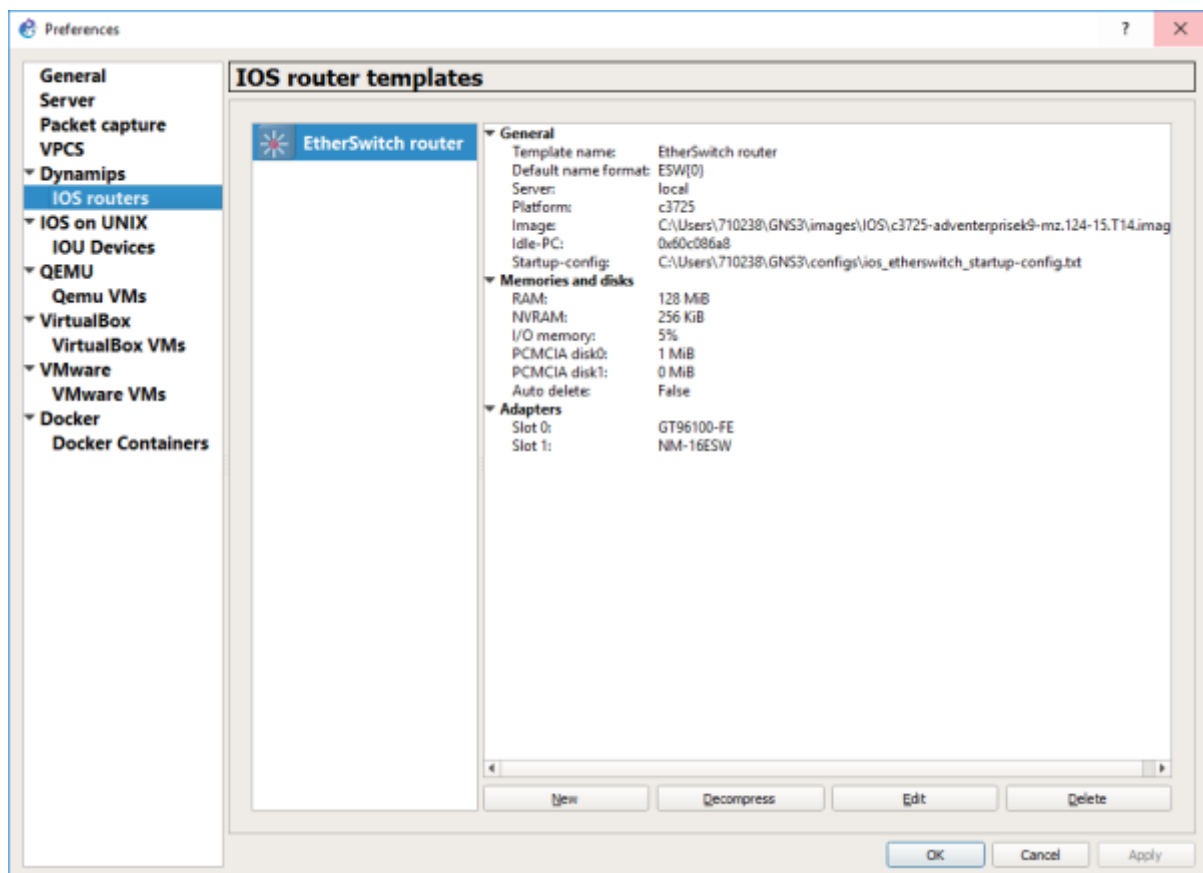 Preferences
?
General
Server
Packet capture
VPCS
Dynamips
IOS routers
IOS on UNIX
IOU Devices
QEMU
Qemu VMs
VirtualBox
VirtualBox VMs
VMware
VMware VMs
Docker
Docker Containers
IOS router templates
EtherSwitch router
General
Template name: EtherSwitch router
Default name format: ESW{0}
Server: local
Platform: c3725
Image: C:\Users\710238\GNS3\images\IOS\c3725-adventerprisek9-mz.124-15.T14.imag
Idle-PC: 0x60c086a8
Startup-config: C:\Users\710238\GNS3\configs\ios_etherswitch_startup-config.txt
Memories and disks
RAM: 128 MiB
NVRAM: 256 KiB
I/O memory: 5%
PCMCIA disk0: 1 MiB
PCMCIA disk1: 0 MiB
Auto delete: False
Adapters
Slot 0: GT96100-FE
Slot 1: NM-16ESW
New Decompress Edit Delete
OK Cancel Apply